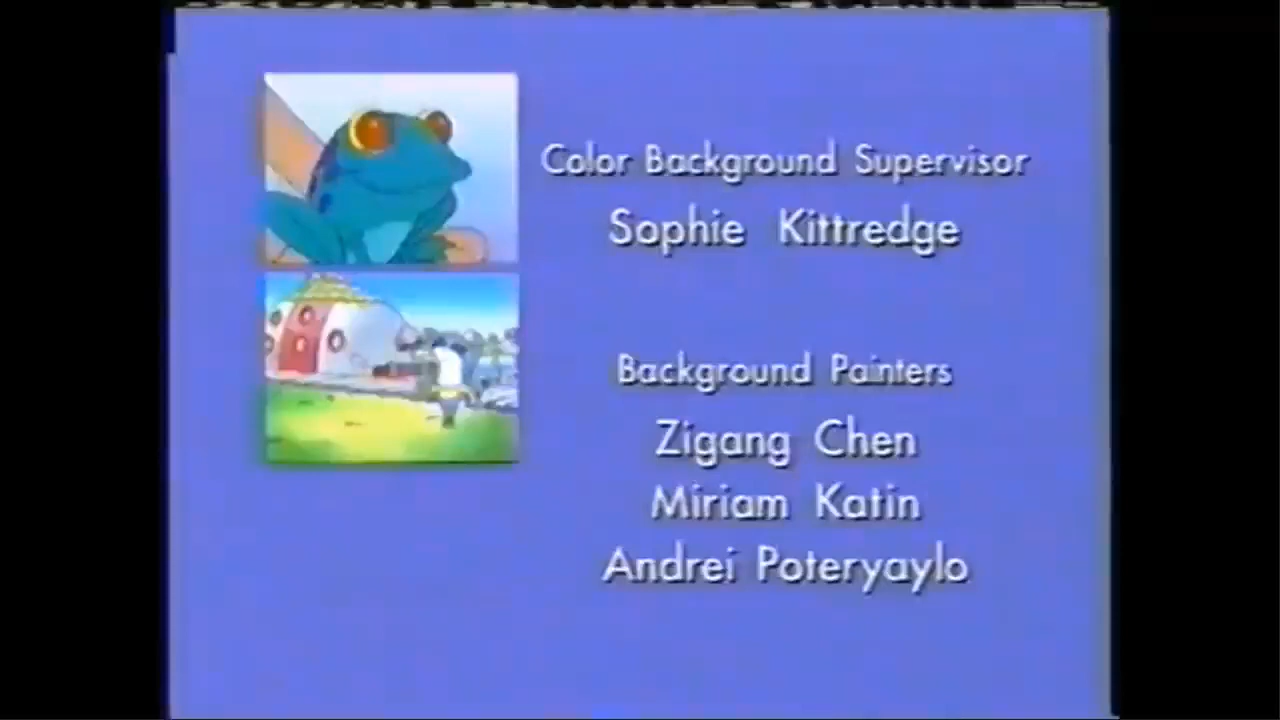 Color Background Supervisor
Sophie Kittredge
Background Painters
Zigang Chen
Miriam Katin
Andrei Poteryaylo